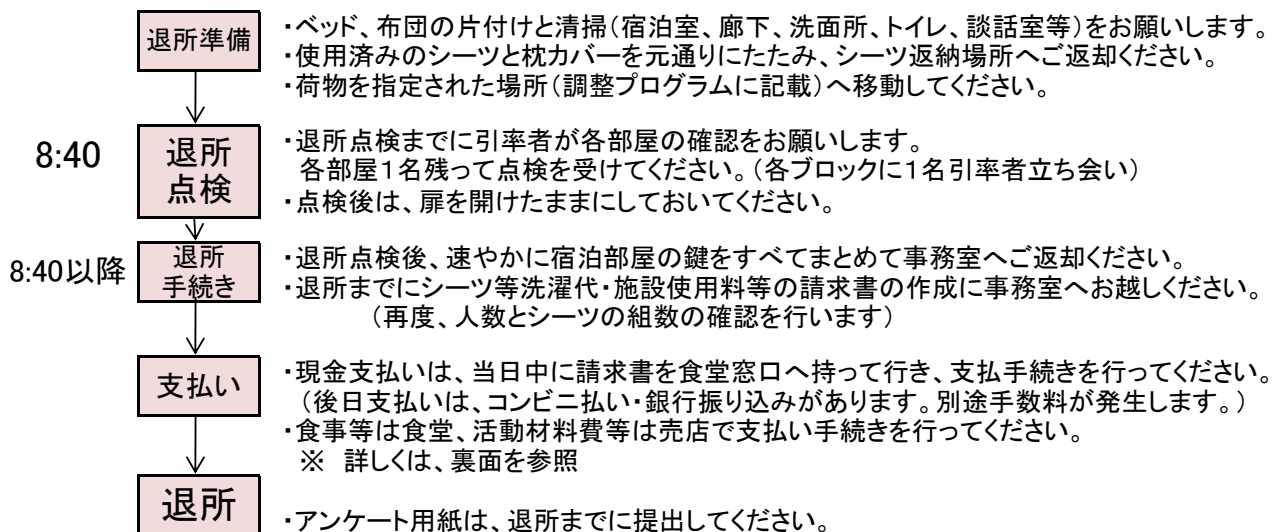 退所準備
・ベッド、布団の片付けと清掃（宿泊室、廊下、洗面所、トイレ、談話室等）をお願いします。
・使用済みのシーツと枕カバーを元通りにたたみ、シーツ返納場所へご返却ください。
・荷物を指定された場所（調整プログラムに記載）へ移動してください。
8:40
退所
点検
・退所点検までに引率者が各部屋の確認をお願いします。
各部屋１名残って点検を受けてください。（各ブロックに１名引率者立ち会い）
・点検後は、扉を開けたままにしておいてください。
8:40以降
退所
手続き
・退所点検後、速やかに宿泊部屋の鍵をすべてまとめて事務室へご返却ください。
・退所までにシーツ等洗濯代・施設使用料等の請求書の作成に事務室へお越しください。
（再度、人数とシーツの組数の確認を行います）
支払い
・現金支払いは、当日中に請求書を食堂窓口へ持って行き、支払手続きを行ってください。
（後日支払いは、コンビニ払い・銀行振り込みがあります。別途手数料が発生します。）
・食事等は食堂、活動材料費等は売店で支払い手続きを行ってください。
※　詳しくは、裏面を参照
退所
・アンケート用紙は、退所までに提出してください。